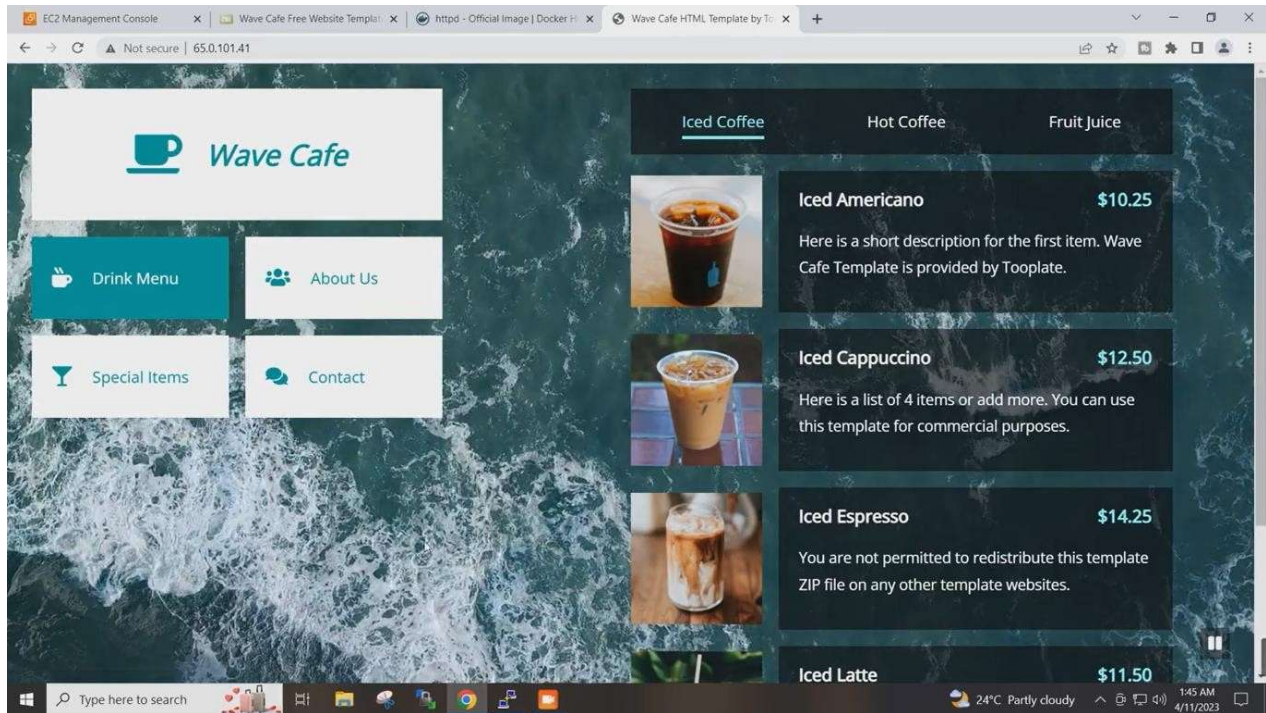 EC2 Management Console
Wave Cafe Free Website Templat
httpd - Official Image | Docker H
Wave Cafe HTML Template by To
Not secure | 65.0.101.41
Wave Cafe
Drink Menu
About Us
Special Items
Contact
Iced Coffee
Hot Coffee
Fruit Juice
Iced Americano $10.25
Here is a short description for the first item. Wave
Cafe Template is provided by Tooplate.
Iced Cappuccino $12.50
Here is a list of 4 items or add more. You can use
this template for commercial purposes.
Iced Espresso $14.25
You are not permitted to redistribute this template
ZIP file on any other template websites.
Iced Latte $11.50
Type here to search
24°C Partly cloudy
1:45 AM
4/11/2023